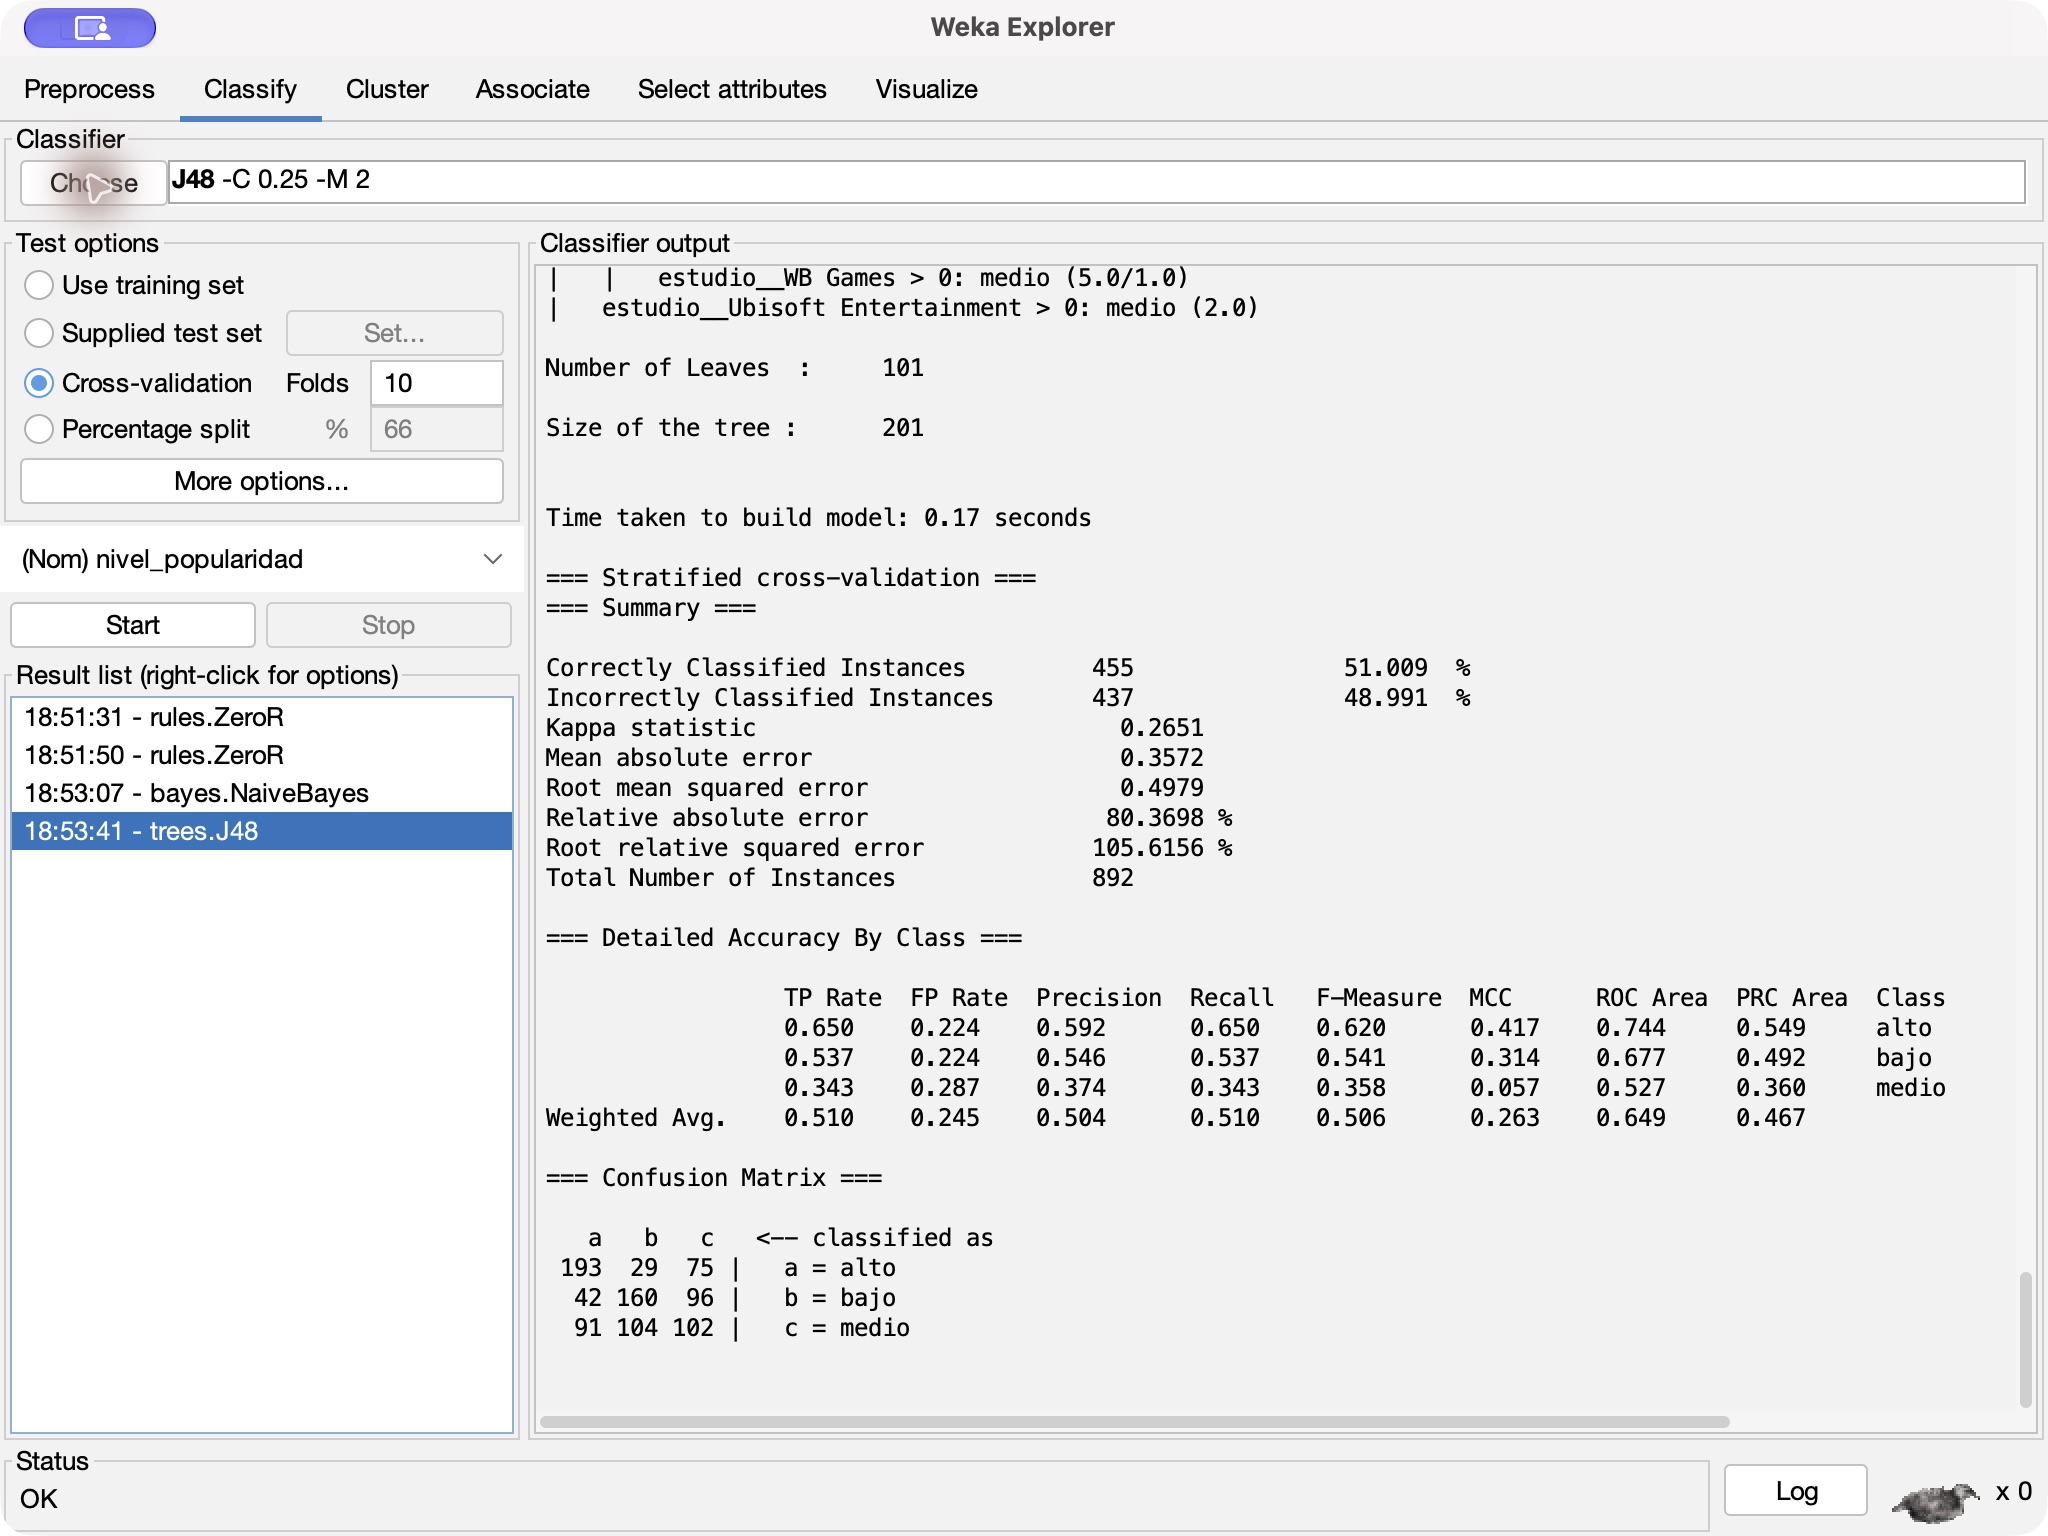 Weka Explorer
Preprocess Classify Cluster Associate Select attributes Visualize
Classifier
Choose J48 -C 0.25 -M 2
Test options
Use training set
Supplied test set Set...
Cross-validation Folds 10
Percentage split % 66
More options...
(Nom) nivel_popularidad
Start Stop
Result list (right-click for options)
18:51:31 - rules.ZeroR
18:51:50 - rules.ZeroR
18:53:07 - bayes.NaiveBayes
18:53:41 - trees.J48
Classifier output
| | estudio__WB Games > 0: medio (5.0/1.0)
| estudio__Ubisoft Entertainment > 0: medio (2.0)
Number of Leaves : 101
Size of the tree : 201
Time taken to build model: 0.17 seconds
=== Stratified cross-validation ===
=== Summary ===
Correctly Classified Instances 455 51.009 %
Incorrectly Classified Instances 437 48.991 %
Kappa statistic 0.2651
Mean absolute error 0.3572
Root mean squared error 0.4979
Relative absolute error 80.3698 %
Root relative squared error 105.6156 %
Total Number of Instances 892
=== Detailed Accuracy By Class ===
TP Rate FP Rate Precision Recall F-Measure MCC ROC Area PRC Area Class
0.650 0.224 0.592 0.650 0.620 0.417 0.744 0.549 alto
0.537 0.224 0.546 0.537 0.541 0.314 0.677 0.492 bajo
0.343 0.287 0.374 0.343 0.358 0.057 0.527 0.360 medio
Weighted Avg. 0.510 0.245 0.504 0.510 0.506 0.263 0.649 0.467
=== Confusion Matrix ===
a b c <-- classified as
193 29 75 | a = alto
42 160 96 | b = bajo
91 104 102 | c = medio
Status
OK
Log x 0